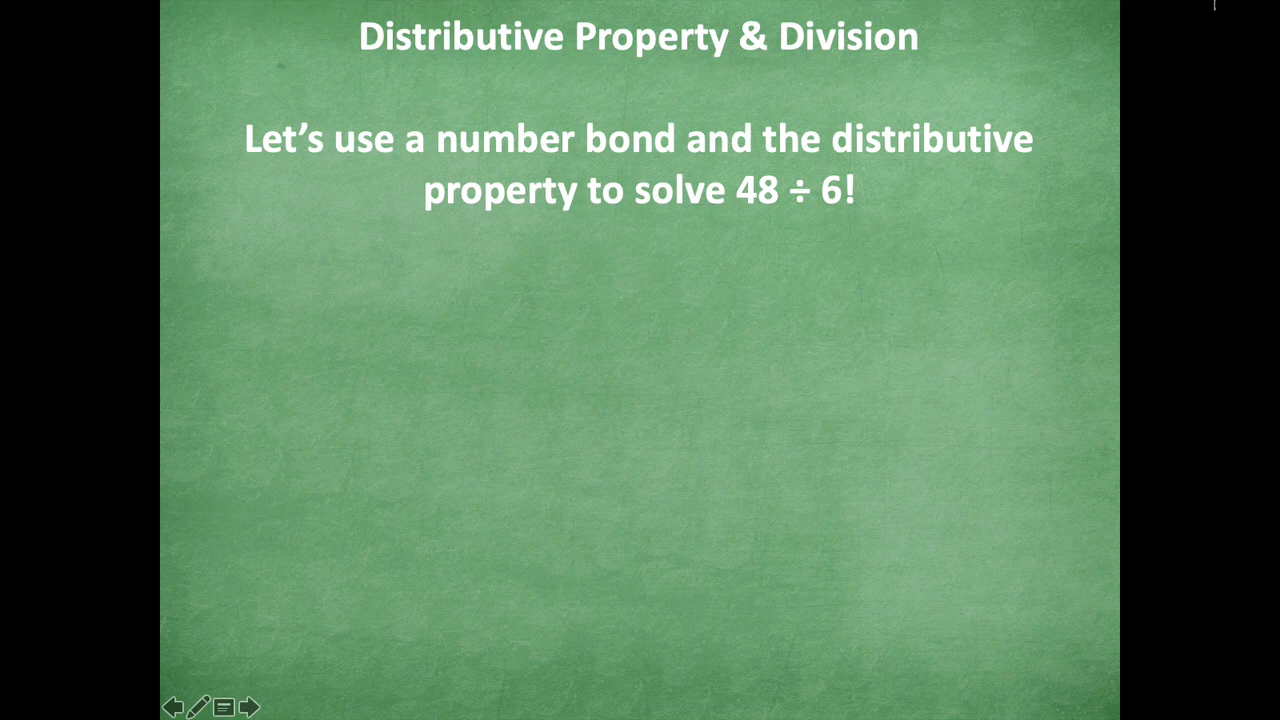 Distributive Property & Division
Let’s use a number bond and the distributive
property to solve 48 ÷ 6!